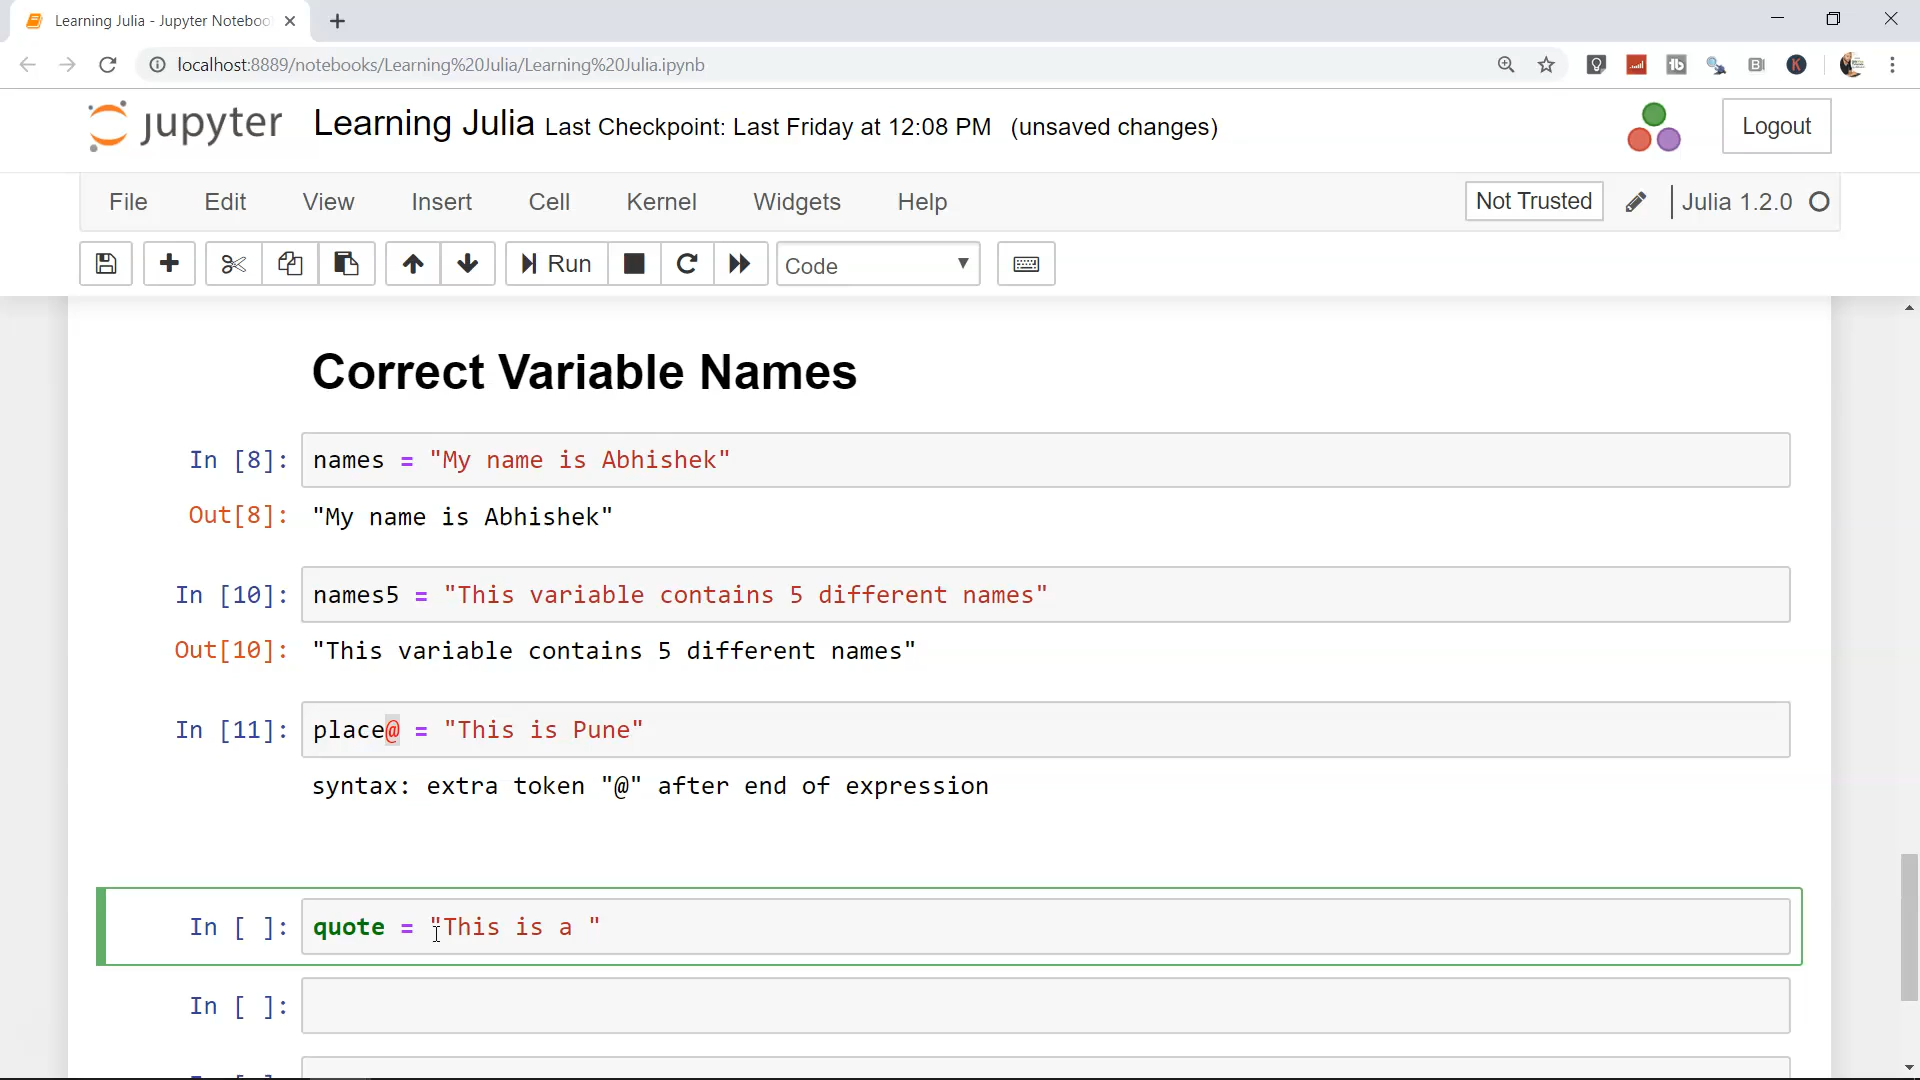 Learning Julia - Jupyter Noteboo
localhost:8889/notebooks/Learning%20Julia/Learning%20Julia.ipynb
jupyter Learning Julia Last Checkpoint: Last Friday at 12:08 PM (unsaved changes)
Logout
File Edit View Insert Cell Kernel Widgets Help
Not Trusted Julia 1.2.0
Run Code
Correct Variable Names
In [8]: names = "My name is Abhishek"
Out[8]: "My name is Abhishek"
In [10]: names5 = "This variable contains 5 different names"
Out[10]: "This variable contains 5 different names"
In [11]: place@ = "This is Pune"
syntax: extra token "@" after end of expression
In [ ]: quote = "This is a "
In [ ]: